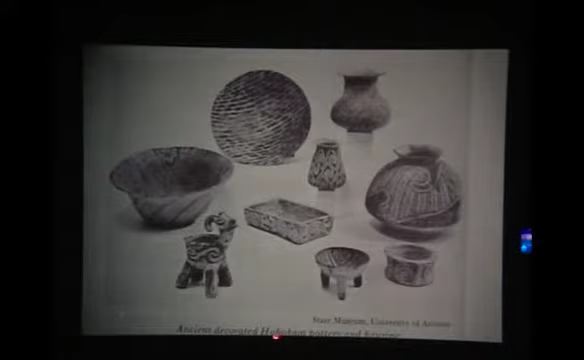 State Museum, University of Arizona
Ancient decorated Hohokam pottery and